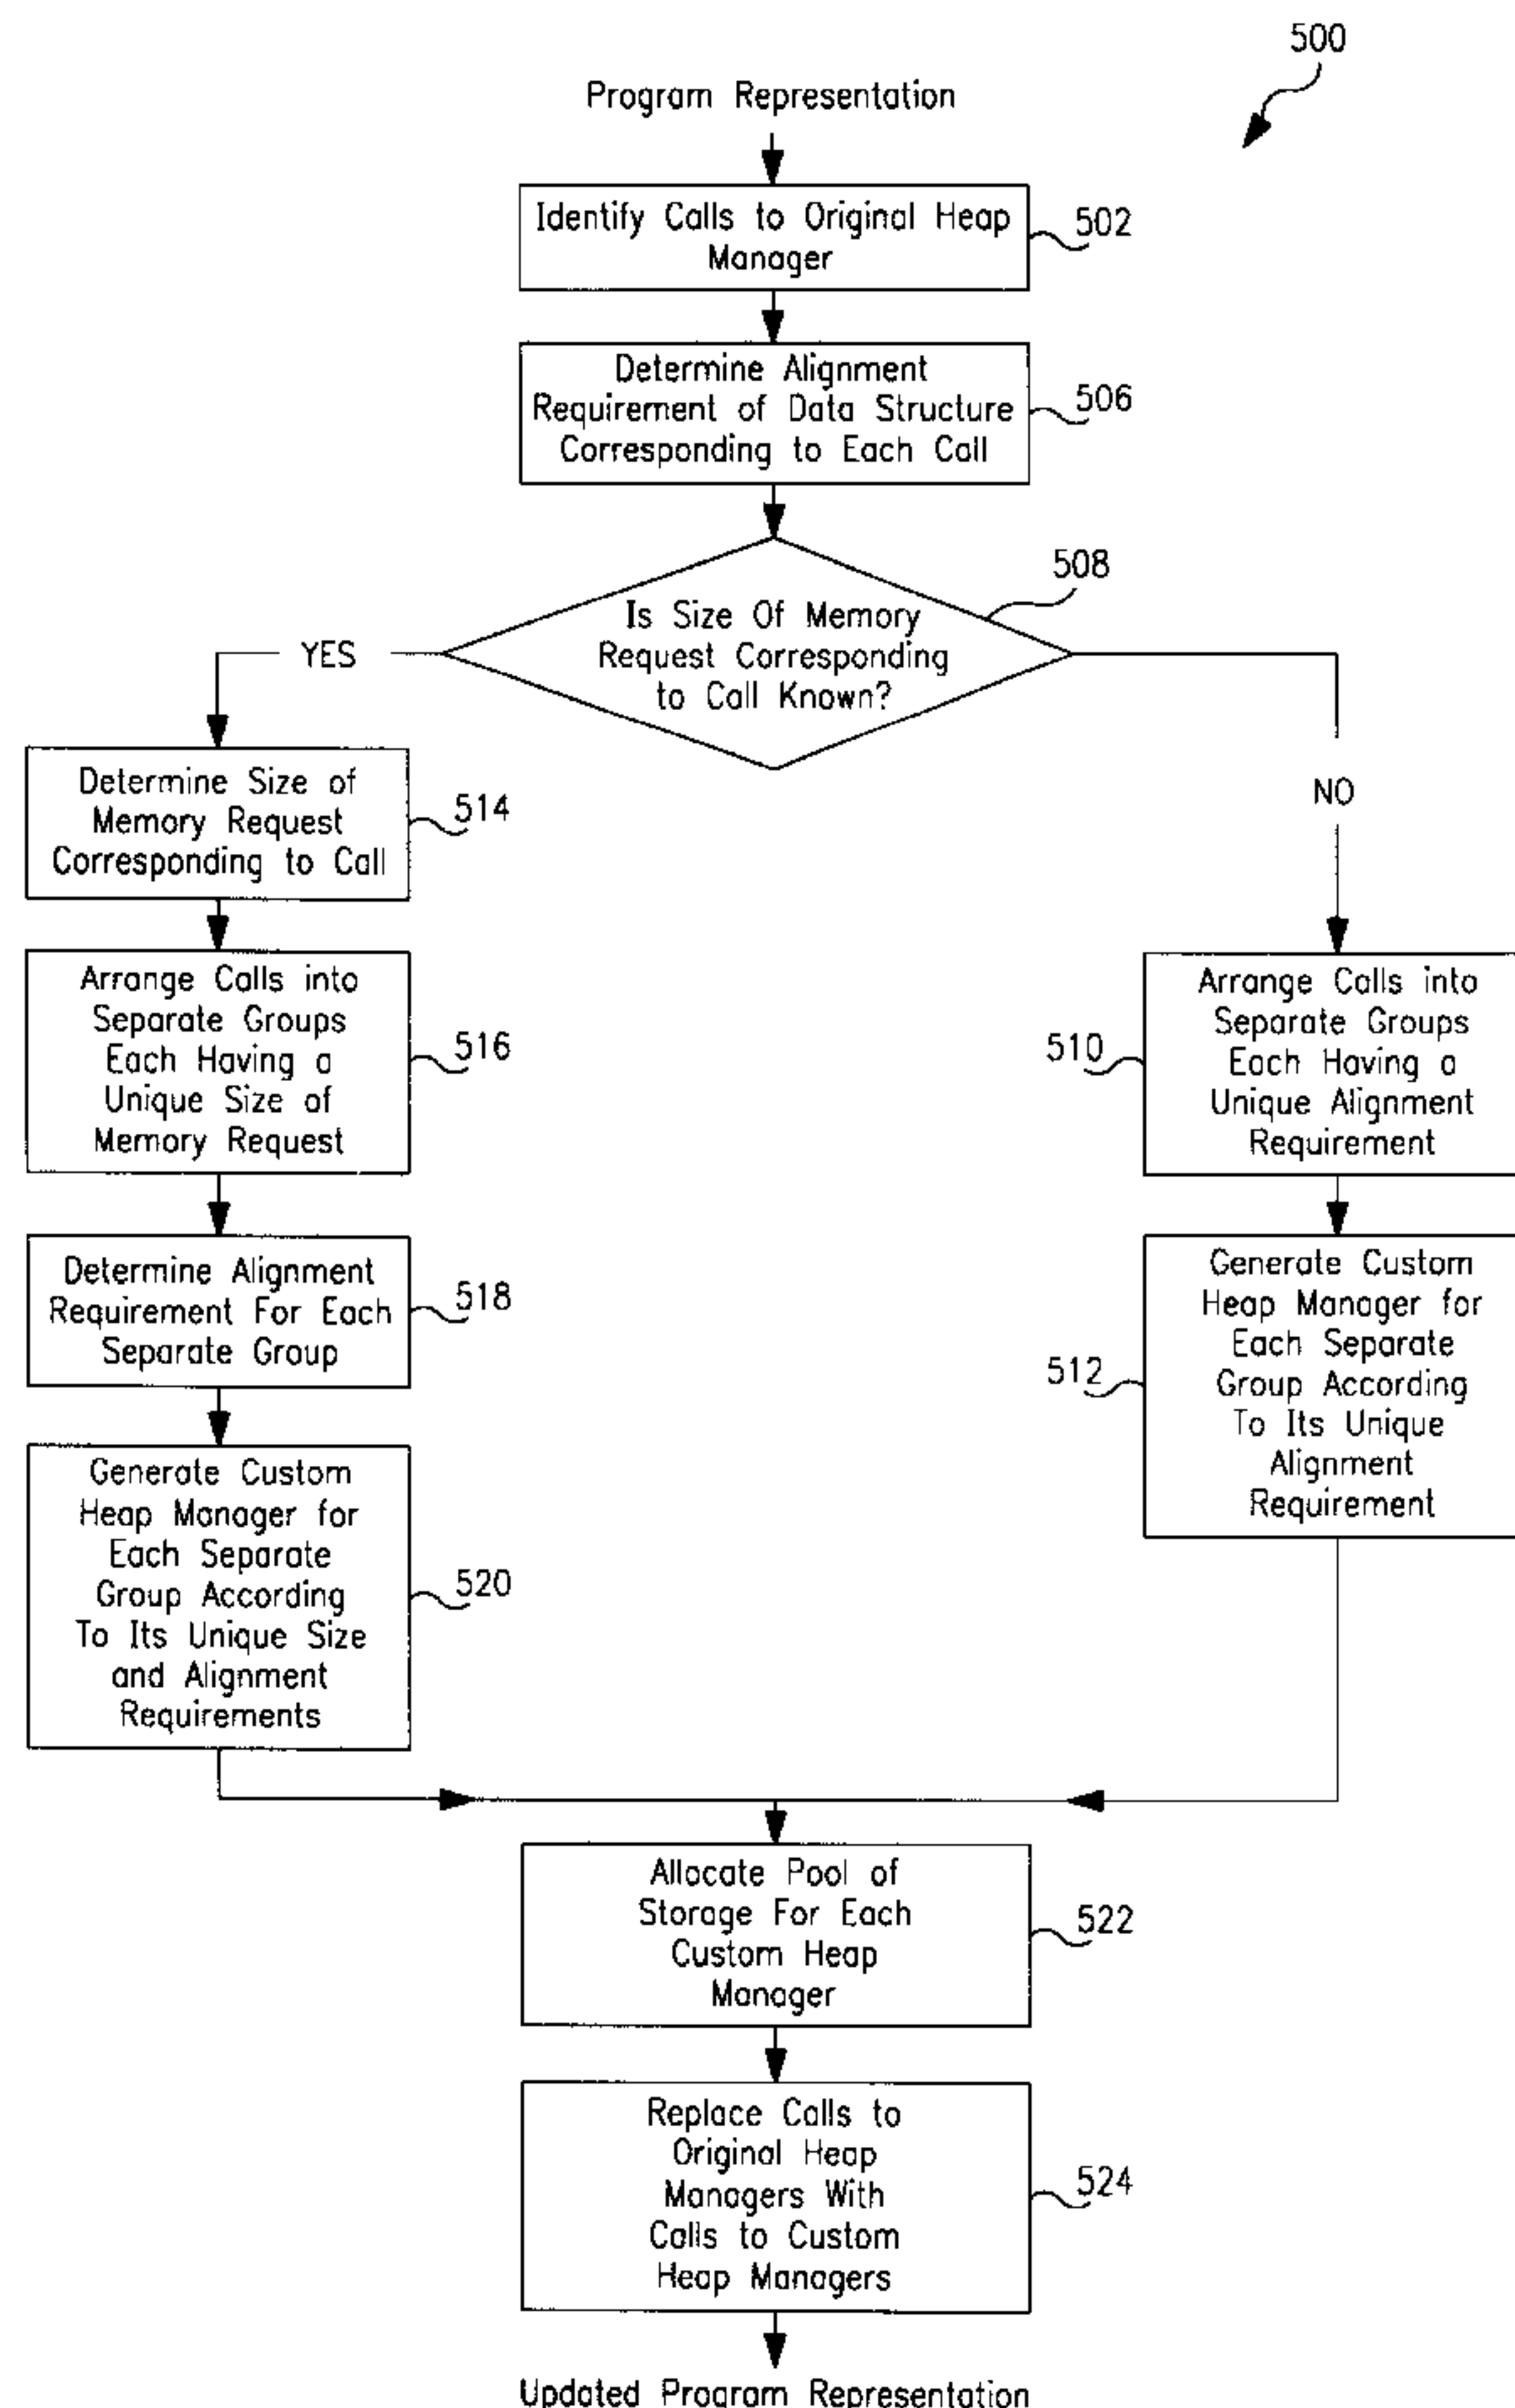 500
Program Representation
Identify Calls to Original Heap
Manager
502
Determine Alignment
Requirement of Data Structure
Corresponding to Each Call
506
508
Is Size Of Memory
Request Corresponding
to Call Known?
YES
NO
Determine Size of
Memory Request
Corresponding to Call
514
Arrange Calls into
Separate Groups
Each Having a
Unique Size of
Memory Request
516
Arrange Calls into
Separate Groups
Each Having a
Unique Alignment
Requirement
510
Determine Alignment
Requirement For Each
Separate Group
518
Generate Custom
Heap Manager for
Each Separate
Group According
To Its Unique
Alignment
Requirement
512
Generate Custom
Heap Manager for
Each Separate
Group According
To Its Unique Size
and Alignment
Requirements
520
Allocate Pool of
Storage For Each
Custom Heap
Manager
522
Replace Calls to
Original Heap
Managers With
Calls to Custom
Heap Managers
524
Updated Program Representation